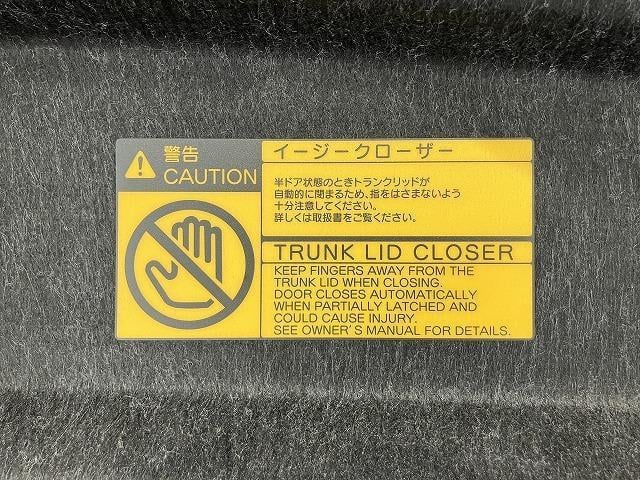 警告
CAUTION
イージークローザー
半ドア状態のときトランクリッドが
自動的に閉まるため、指をはさまないよう
十分注意してください。
詳しくは取扱書をご覧ください。
TRUNK LID CLOSER
KEEP FINGERS AWAY FROM THE
TRUNK LID WHEN CLOSING.
DOOR CLOSES AUTOMATICALLY
WHEN PARTIALLY LATCHED AND
COULD CAUSE INJURY.
SEE OWNER'S MANUAL FOR DETAILS.